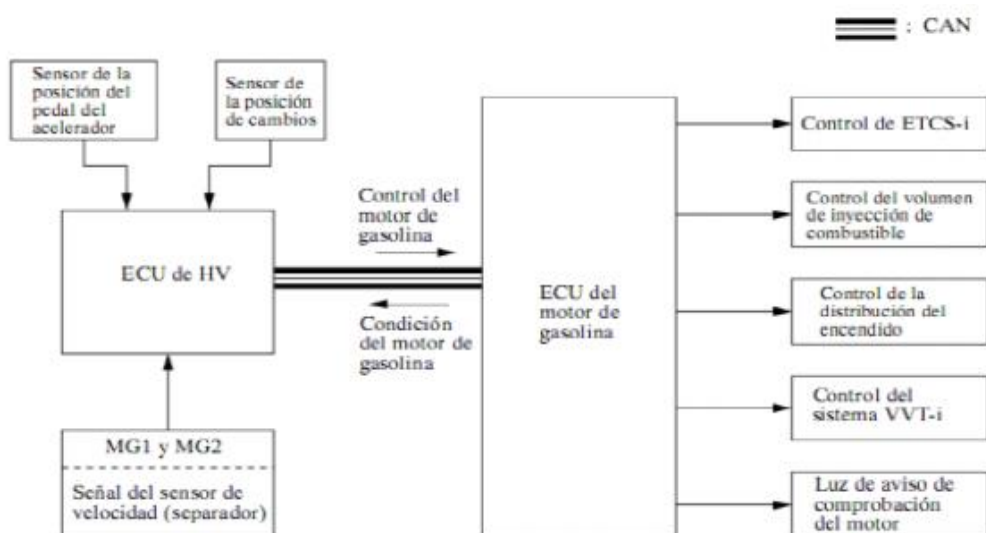 : CAN
Sensor de la
posición del
pedal del
acelerador
Sensor de
la posición
de cambios
Control del
motor de
gasolina
ECU de HV
Condición
del motor de
gasolina
MG1 y MG2
Señal del sensor de
velocidad (separador)
ECU del
motor de
gasolina
Control de ETCS-i
Control del volumen
de inyección de
combustible
Control de la
distribución del
encendido
Control del
sistema VVT-i
Luz de aviso de
comprobación
del motor